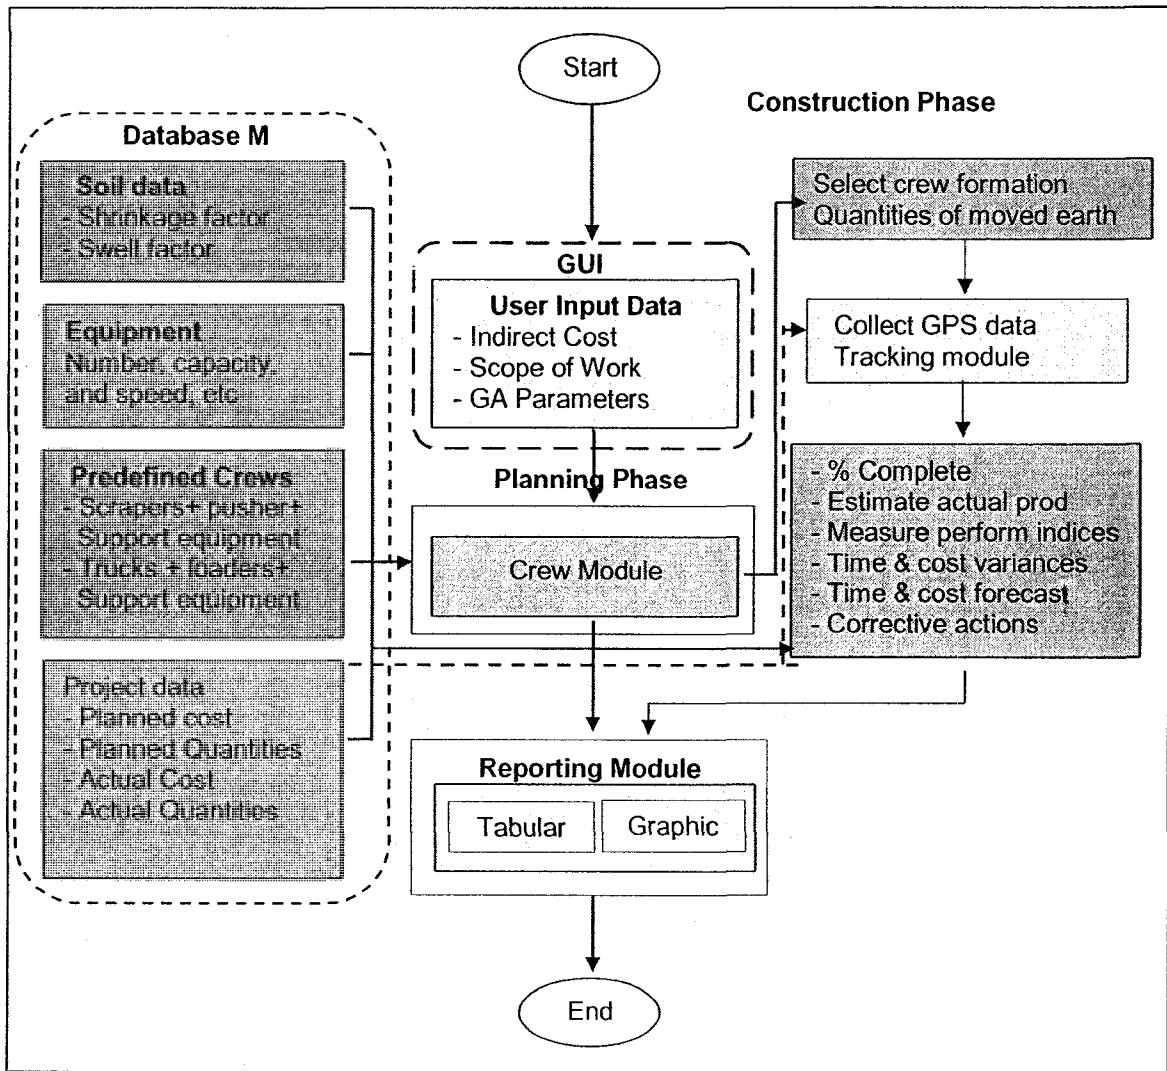 Start
Construction Phase
Database M
Soil data
- Shrinkage factor
- Swell factor
Equipment
Number, capacity,
and speed, etc
Predefined Crews
- Scrapers+ pusher+
Support equipment
- Trucks + loaders+
Support equipment
Project data
- Planned cost
- Planned Quantities
- Actual Cost
- Actual Quantities
GUI
User Input Data
- Indirect Cost
- Scope of Work
- GA Parameters
Planning Phase
Crew Module
Select crew formation
Quantities of moved earth
Collect GPS data
Tracking module
- % Complete
- Estimate actual prod
- Measure perform indices
- Time & cost variances
- Time & cost forecast
- Corrective actions
Reporting Module
Tabular
Graphic
End